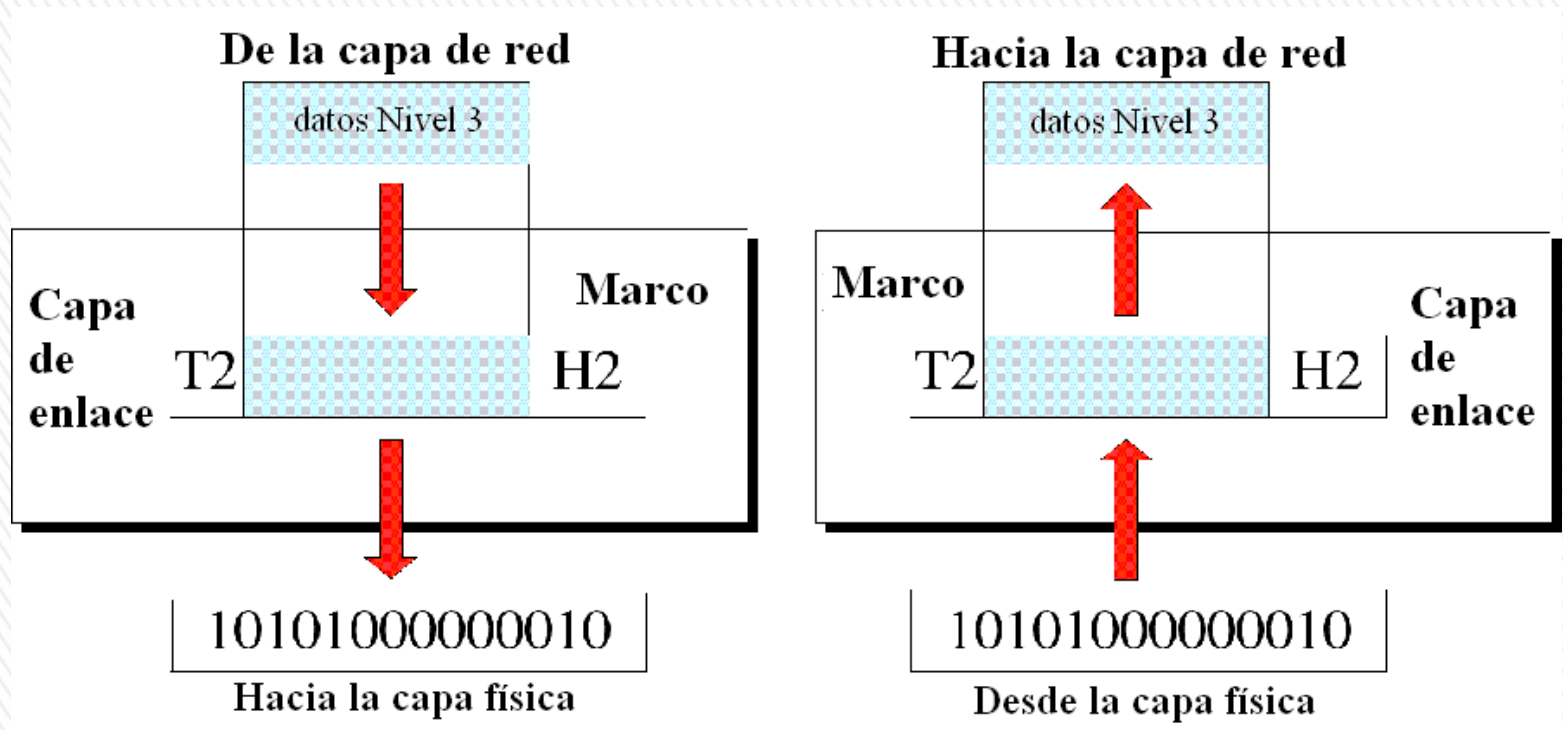 De la capa de red
datos Nivel 3
Capa
de
enlace
Marco
T2
H2
10101000000010
Hacia la capa física
Hacia la capa de red
datos Nivel 3
Marco
T2
H2
Capa
de
enlace
10101000000010
Desde la capa física